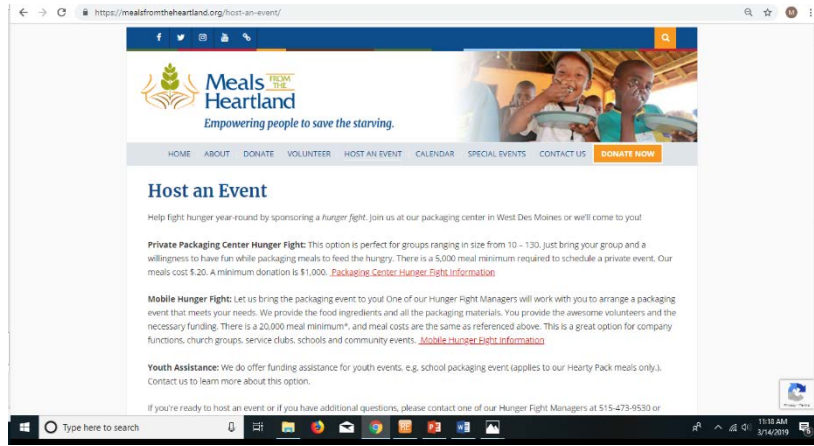 https://mealsfromtheheartland.org/host-an-event/
M
Meals FROM THE
Heartland
Empowering people to save the starving.
HOME ABOUT DONATE VOLUNTEER HOST AN EVENT CALENDAR SPECIAL EVENTS CONTACT US DONATE NOW
Host an Event
Help fight hunger year-round by sponsoring a hunger fight. Join us at our packaging center in West Des Moines or we'll come to you!
Private Packaging Center Hunger Fight: This option is perfect for groups ranging in size from 10 – 130. Just bring your group and a
willingness to have fun while packaging meals to feed the hungry. There is a 5,000 meal minimum required to schedule a private event. Our
meals cost $.20. A minimum donation is $1,000. Packaging Center Hunger Fight Information
Mobile Hunger Fight: Let us bring the packaging event to you! One of our Hunger Fight Managers will work with you to arrange a packaging
event that meets your needs. We provide the food ingredients and all the packaging materials. You provide the awesome volunteers and the
necessary funding. There is a 20,000 meal minimum*, and meal costs are the same as referenced above. This is a great option for company
functions, church groups, service clubs, schools and community events. Mobile Hunger Fight Information
Youth Assistance: We do offer funding assistance for youth events, e.g. school packaging event (applies to our Hearty Pack meals only.).
Contact us to learn more about this option.
If you're ready to host an event or if you have additional questions, please contact one of our Hunger Fight Managers at 515-473-9530 or
Privacy - Terms
Type here to search
11:18 AM
3/14/2019